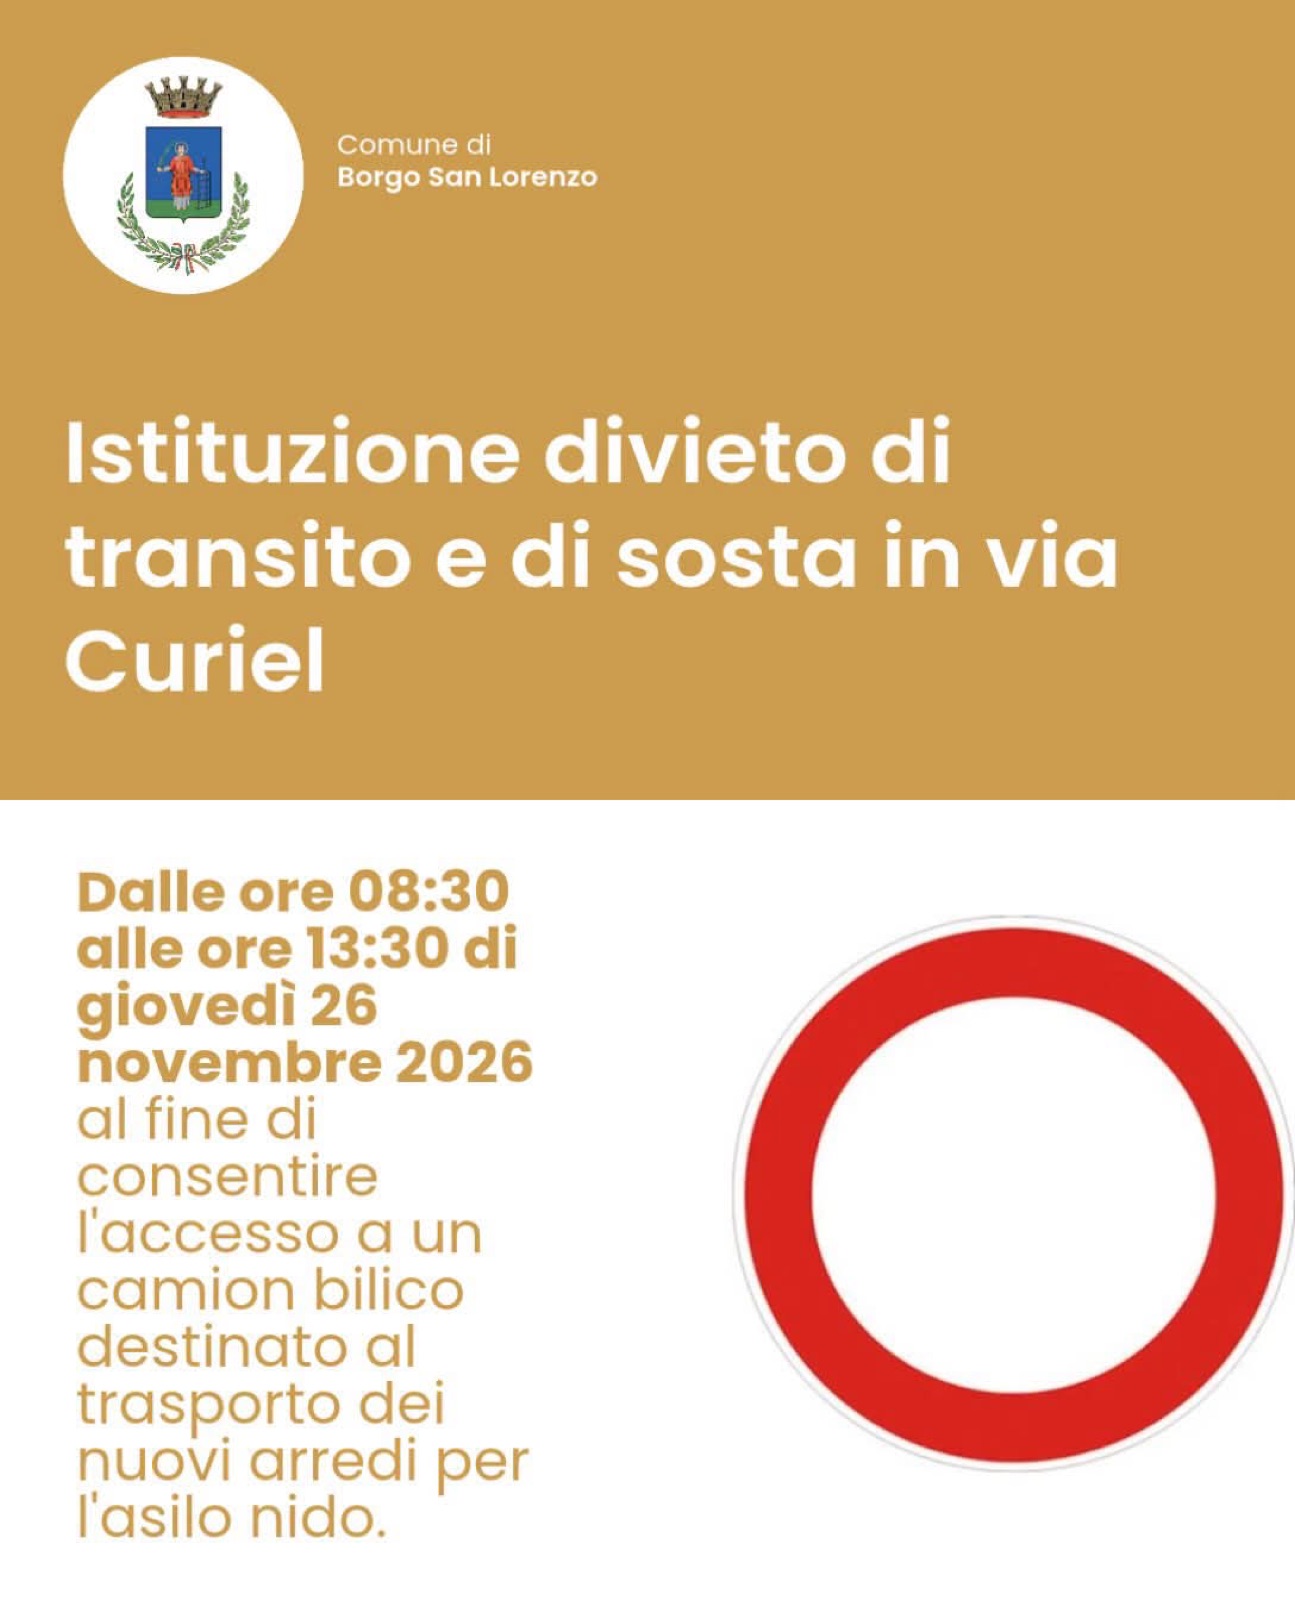 Comune di
Borgo San Lorenzo
Istituzione divieto di
transito e di sosta in via
Curiel
Dalle ore 08:30
alle ore 13:30 di
giovedì 26
novembre 2026
al fine di
consentire
l'accesso a un
camion bilico
destinato al
trasporto dei
nuovi arredi per
l'asilo nido.